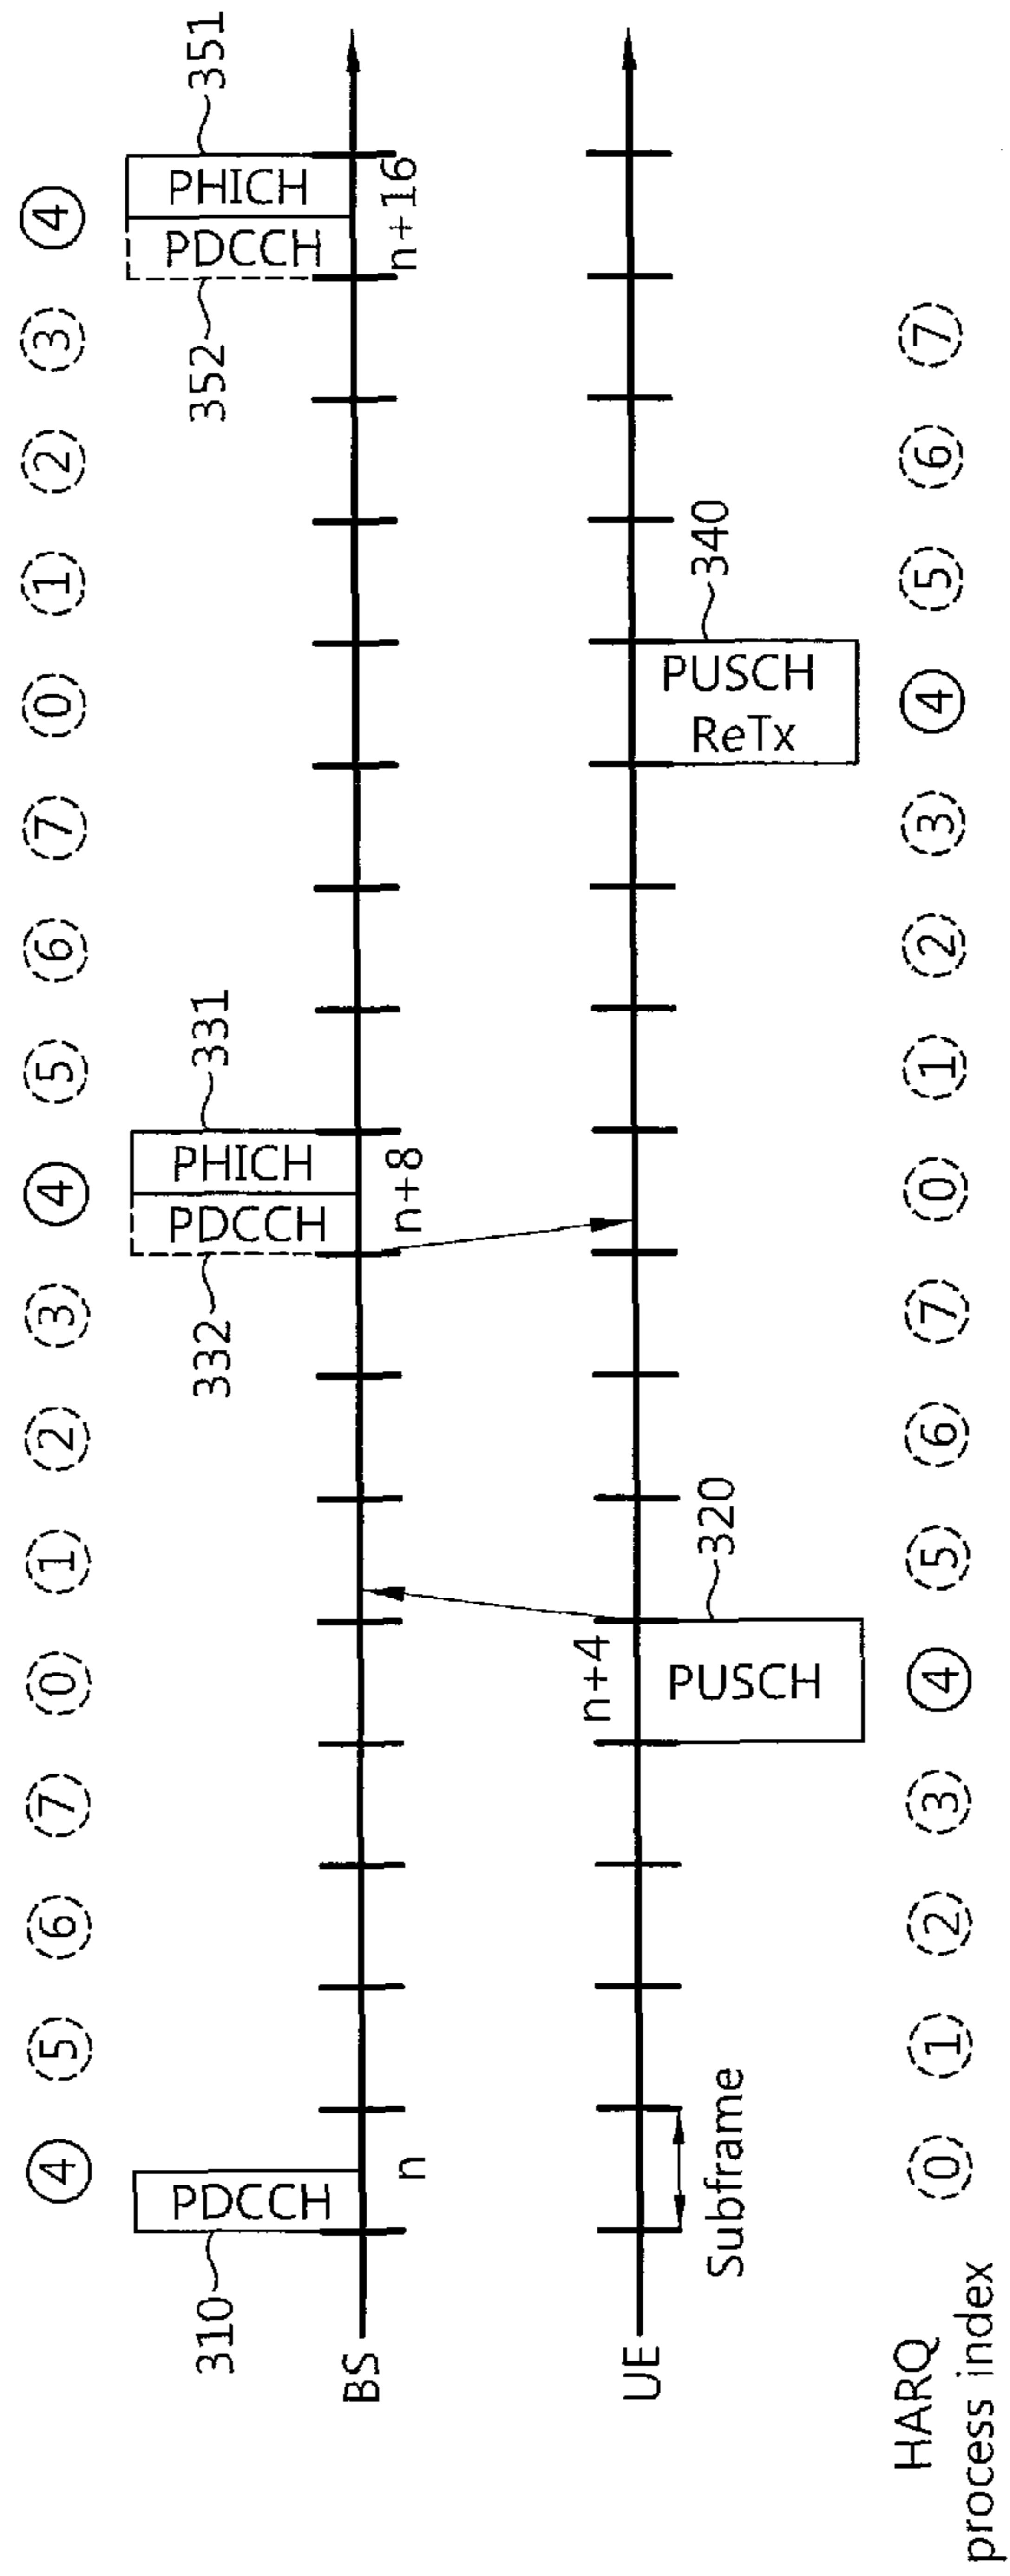 4 5 6 7 0 1 2 3 4 5 6 7 0 1 2 3 4
310 PDCCH
332 PDCCH
PHICH 331
352 PDCCH
PHICH 351
BS
n
n+8
n+16
n+4
UE
Subframe
PUSCH 320
PUSCH
ReTx
340
HARQ
process index
0 1 2 3 4 5 6 7 0 1 2 3 4 5 6 7